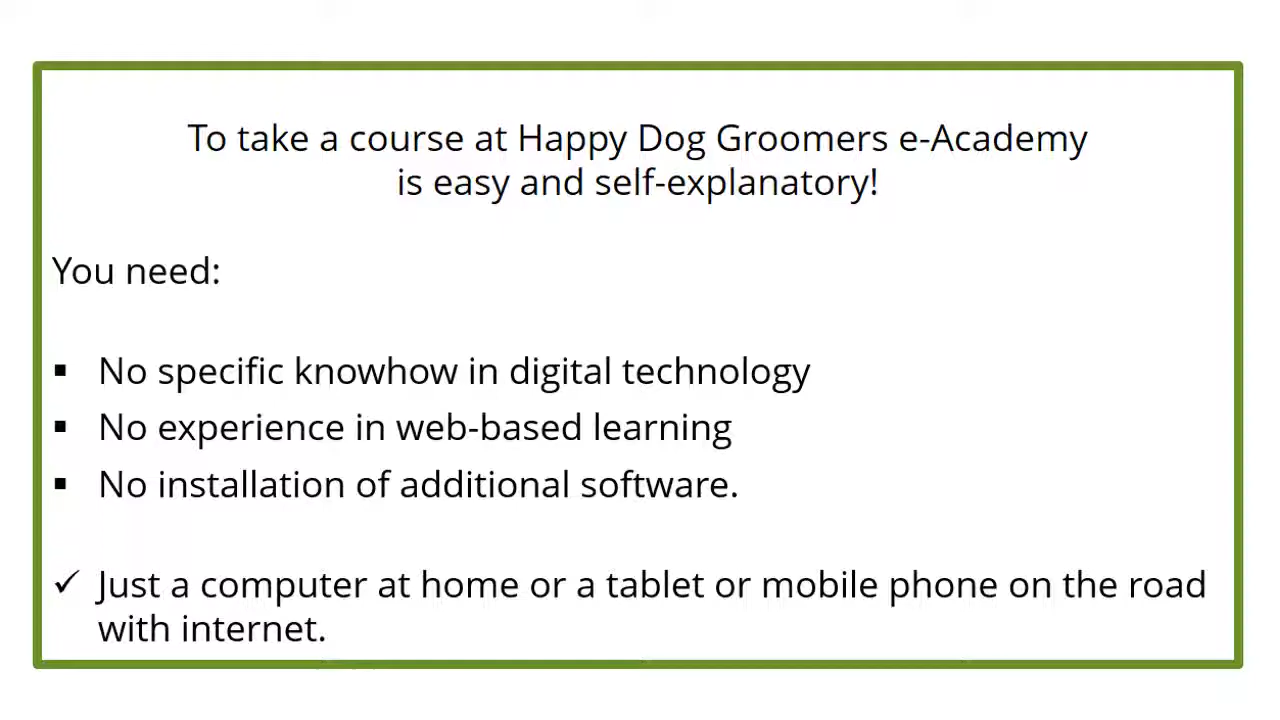 To take a course at Happy Dog Groomers e-Academy
is easy and self-explanatory!
You need:
▪ No specific knowhow in digital technology
▪ No experience in web-based learning
▪ No installation of additional software.
✓ Just a computer at home or a tablet or mobile phone on the road
with internet.